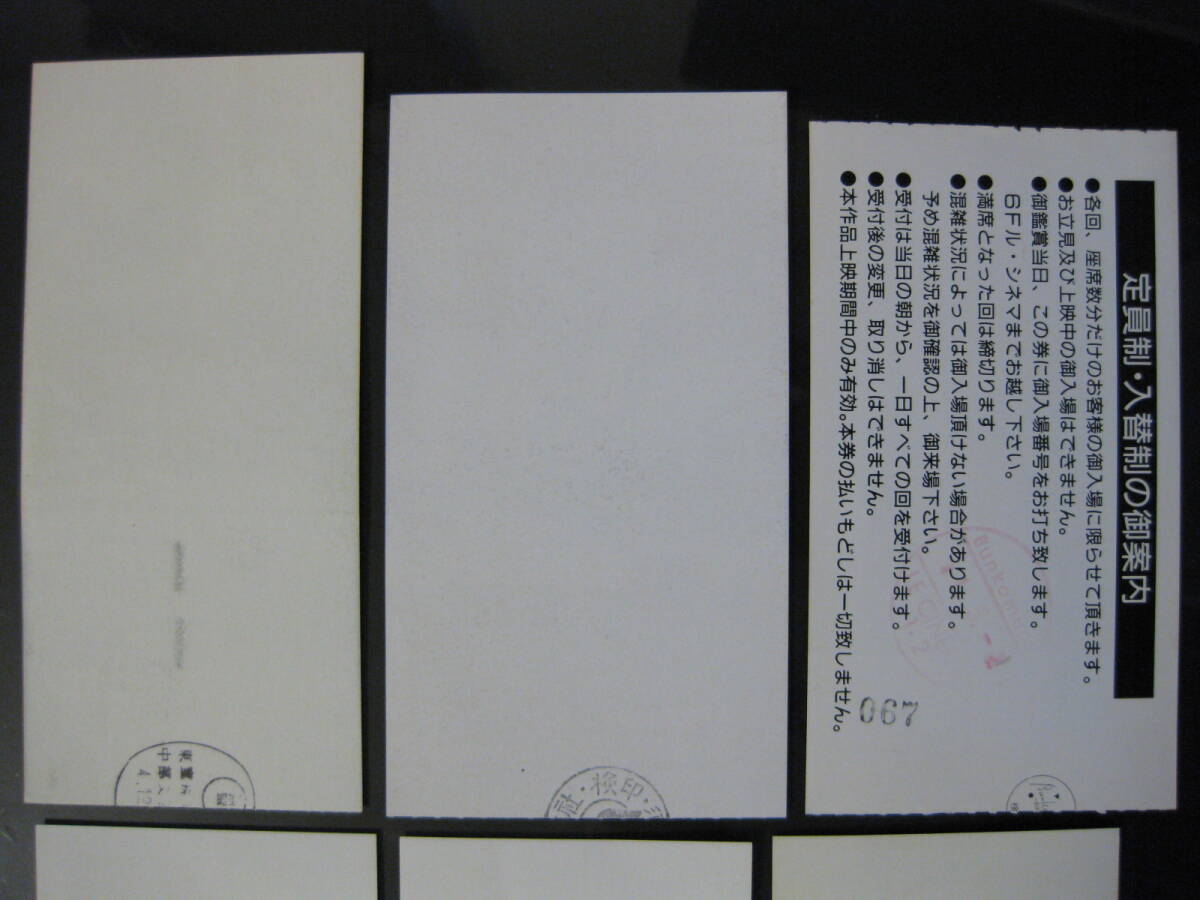 定員制・入替制の御案内
●各回、座席数分だけのお客様の御入場に限らせて頂きます。
●お立見及び上映中の御入場はできません。
●御鑑賞当日、この券に御入場番号をお打ち致します。
6Fル・シネマまでお越し下さい。
●満席となった回は締切ります。
●混雑状況によっては御入場頂けない場合があります。
予め混雑状況を御確認の上、御来場下さい。
●受付は当日の朝から、一日すべての回を受付けます。
●受付後の変更、取り消しはできません。
●本作品上映期間中のみ有効。本券の払いもどしは一切致しません。
067
Bunkamu
社・検印・
東寶
中部
4.12